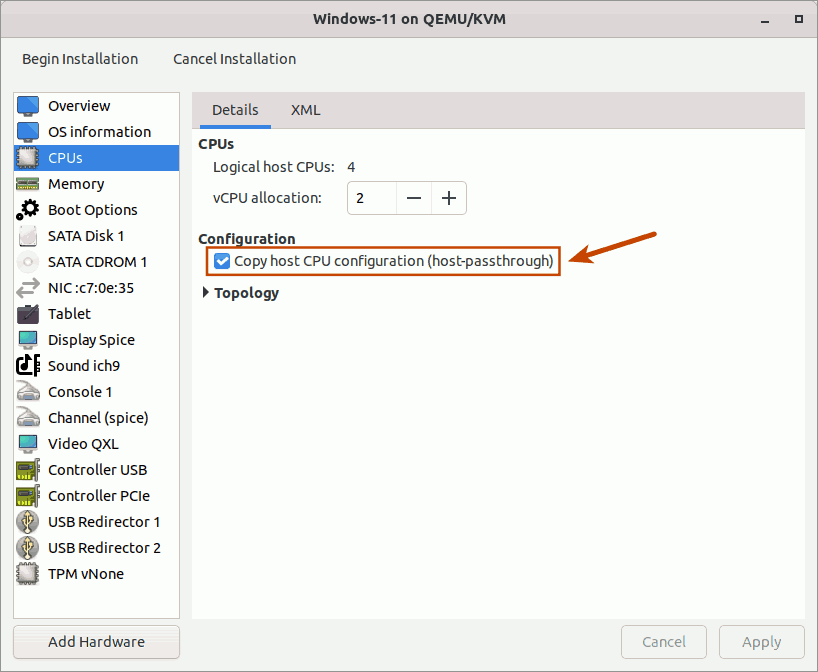 Windows-11 on QEMU/KVM
Begin Installation Cancel Installation
Overview
OS information
CPUs
Memory
Boot Options
SATA Disk 1
SATA CDROM 1
NIC :c7:0e:35
Tablet
Display Spice
Sound ich9
Console 1
Channel (spice)
Video QXL
Controller USB
Controller PCIe
USB Redirector 1
USB Redirector 2
TPM vNone
Add Hardware
Details XML
CPUs
Logical host CPUs: 4
vCPU allocation: 2
Configuration
Copy host CPU configuration (host-passthrough)
Topology
Cancel Apply